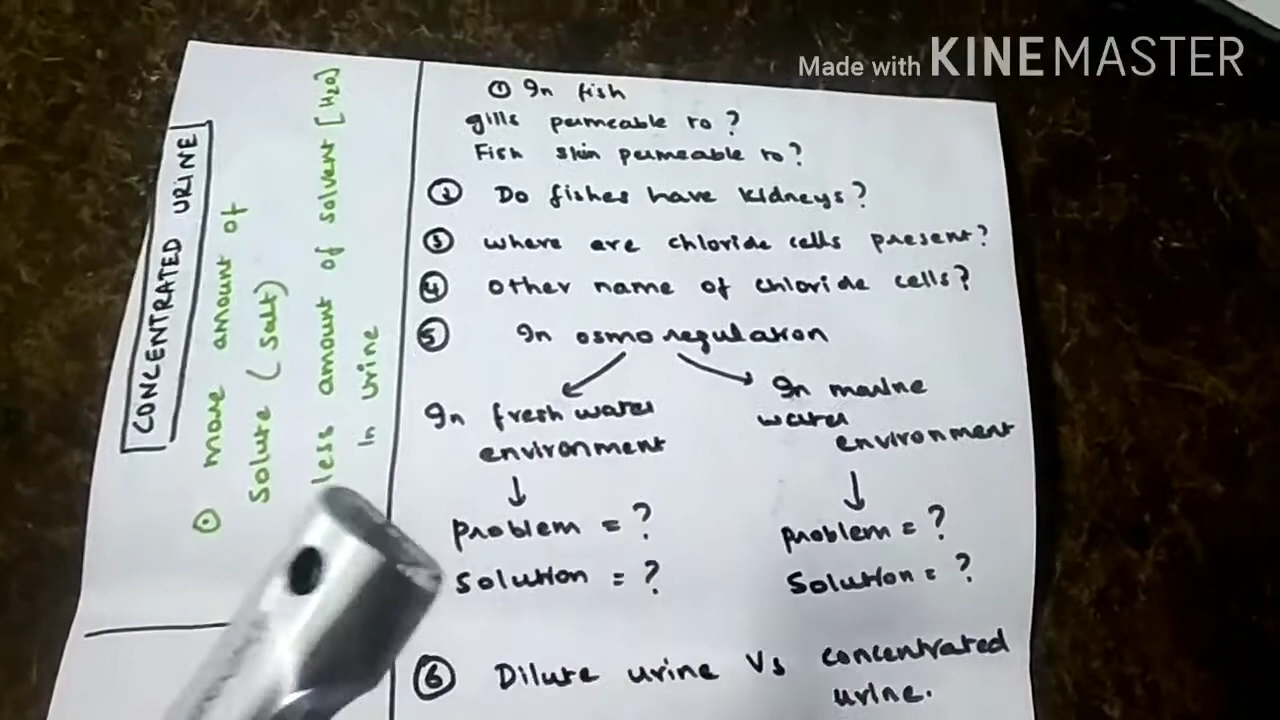 Made with KINEMASTER
CONCENTRATED URINE
① more amount of
solute (salt)
less amount of solvent [H₂O]
In urine
① In fish
gills permeable to?
Fish skin permeable to?
② Do fishes have kidneys?
③ where are chloride cells present?
④ other name of chloride cells?
⑤ In osmoregulation
In fresh water
environment
problem = ?
solution = ?
In marine
water
environment
problem = ?
solution = ?
⑥ Dilute urine Vs concentrated
urine.